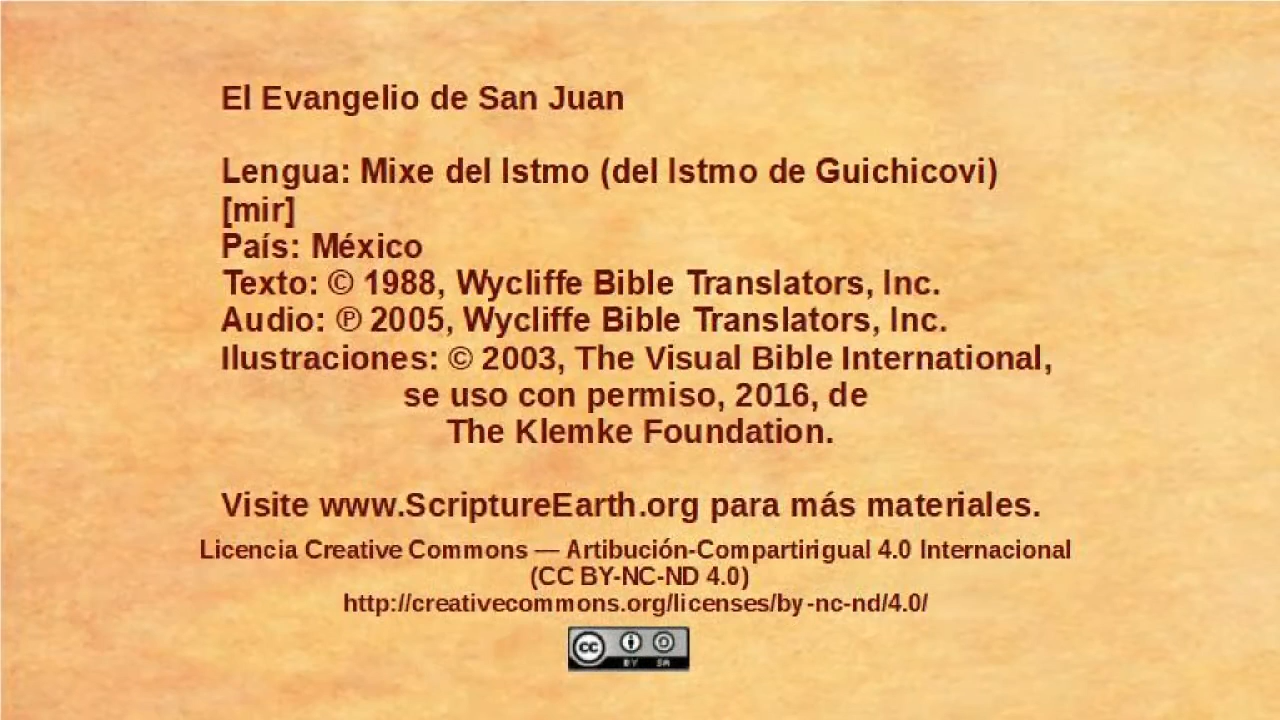 El Evangelio de San Juan
Lengua: Mixe del Istmo (del Istmo de Guichicovi)
[mir]
País: México
Texto: © 1988, Wycliffe Bible Translators, Inc.
Audio: ℗ 2005, Wycliffe Bible Translators, Inc.
Ilustraciones: © 2003, The Visual Bible International,
se uso con permiso, 2016, de
The Klemke Foundation.
Visite www.ScriptureEarth.org para más materiales.
Licencia Creative Commons — Artibución-Compartirigual 4.0 Internacional
(CC BY-NC-ND 4.0)
http://creativecommons.org/licenses/by-nc-nd/4.0/
cc BY SA